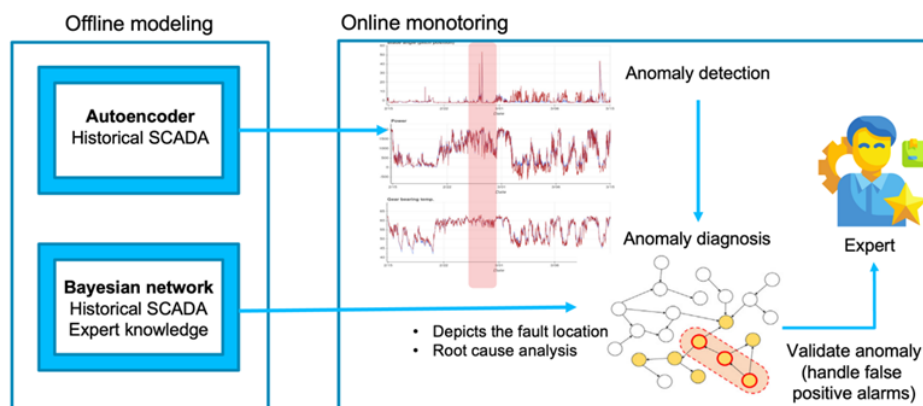 Offline modeling
Online monotoring
Autoencoder
Historical SCADA
Bayesian network
Historical SCADA
Expert knowledge
Power
Gear bearing temp.
Anomaly detection
Anomaly diagnosis
• Depicts the fault location
• Root cause analysis
Expert
Validate anomaly
(handle false
positive alarms)